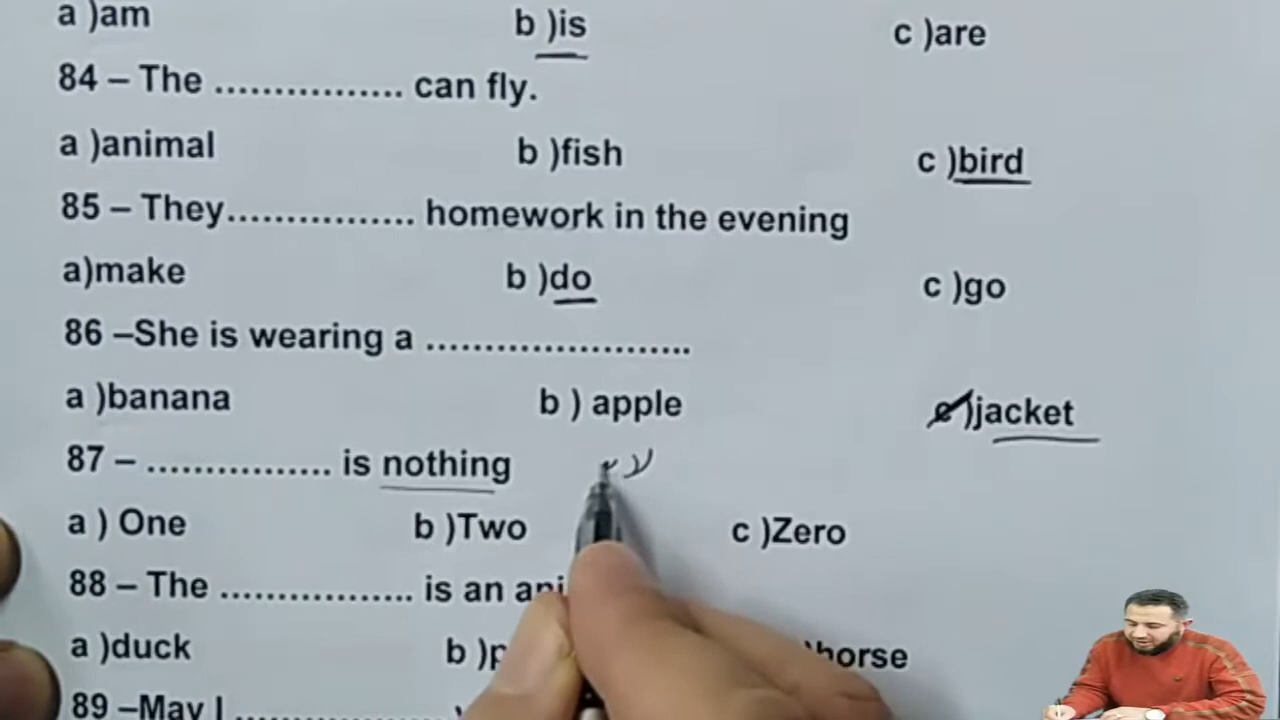 a )am b )is c )are
84 – The ................ can fly.
a )animal b )fish c )bird
85 – They................ homework in the evening
a)make b )do c )go
86 –She is wearing a .......................
a )banana b ) apple c )jacket
87 – ................ is nothing
a ) One b )Two c )Zero
88 – The ................. is an
a )duck horse
89 –May I ..................